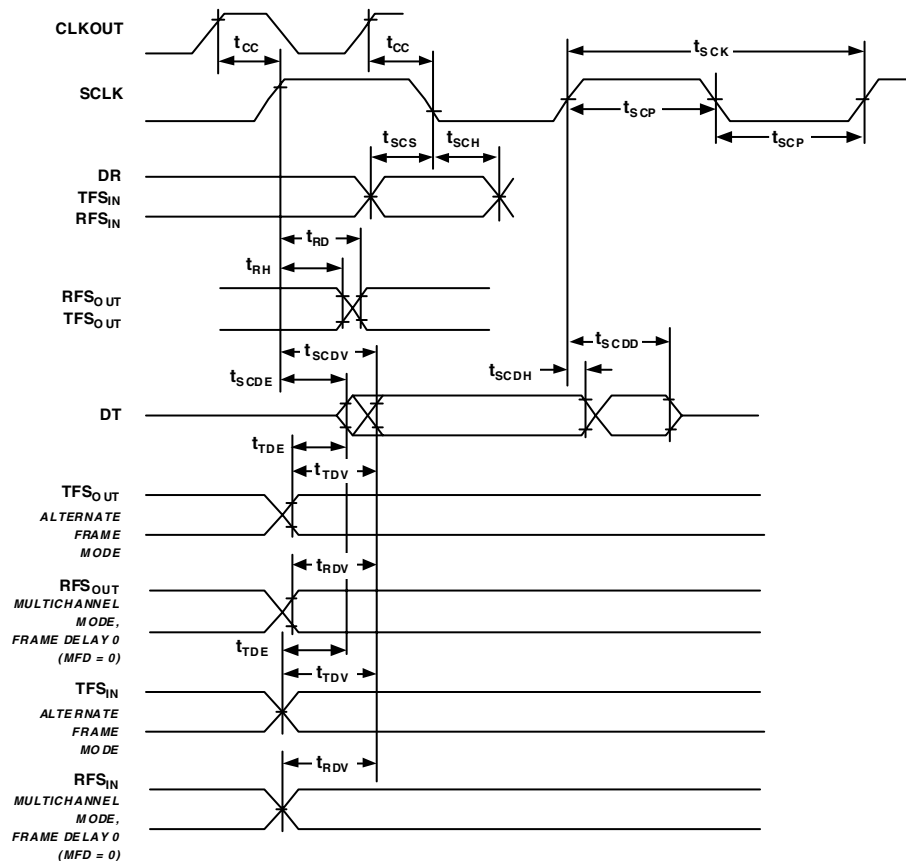 CLKOUT
tCC
tCC
tSCK
SCLK
tSCP
tSCP
tSCS
tSCH
DR
TFSIN
RFSIN
tRD
tRH
RFSOUT
TFSOUT
tSCDV
tSCDD
tSCDE
tSCDH
DT
tTDE
tTDV
TFSOUT
ALTERNATE
FRAME
MODE
tRDV
RFSOUT
MULTICHANNEL
MODE,
FRAME DELAY 0
(MFD = 0)
tTDE
tTDV
TFSIN
ALTERNATE
FRAME
MODE
tRDV
RFSIN
MULTICHANNEL
MODE,
FRAME DELAY 0
(MFD = 0)